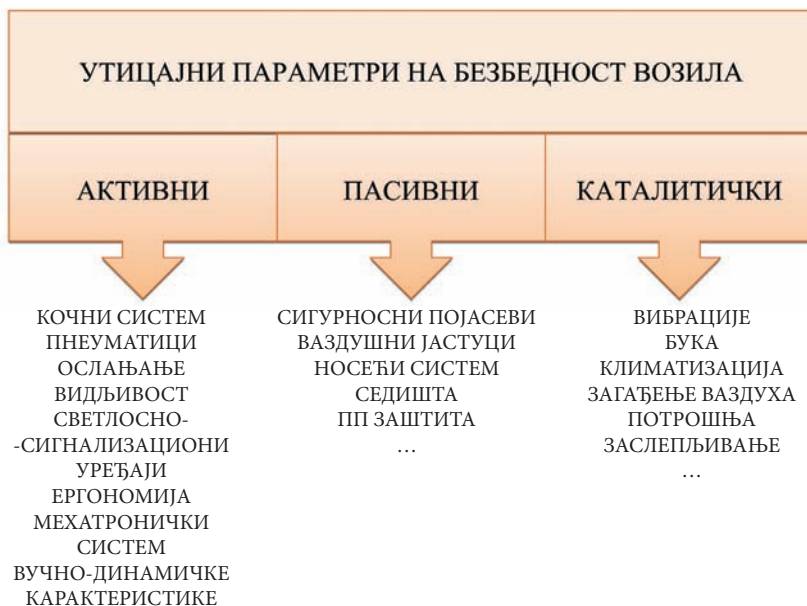 УТИЦАЈНИ ПАРАМЕТРИ НА БЕЗБЕДНОСТ ВОЗИЛА
АКТИВНИ
ПАСИВНИ
КАТАЛИТИЧКИ
КОЧНИ СИСТЕМ
ПНЕУМАТИЦИ
ОСЛАЊАЊЕ
ВИДЉИВОСТ
СВЕТЛОСНО-
-СИГНАЛИЗАЦИОНИ
УРЕЂАЈИ
ЕРГОНОМИЈА
МЕХАТРОНИЧКИ
СИСТЕМ
ВУЧНО-ДИНАМИЧКЕ
КАРАКТЕРИСТИКЕ
СИГУРНОСНИ ПОЈАСЕВИ
ВАЗДУШНИ ЈАСТУЦИ
НОСЕЋИ СИСТЕМ
СЕДИШТА
ПП ЗАШТИТА
…
ВИБРАЦИЈЕ
БУКА
КЛИМАТИЗАЦИЈА
ЗАГАЂЕЊЕ ВАЗДУХА
ПОТРОШЊА
ЗАСЛЕПЉИВАЊЕ
…